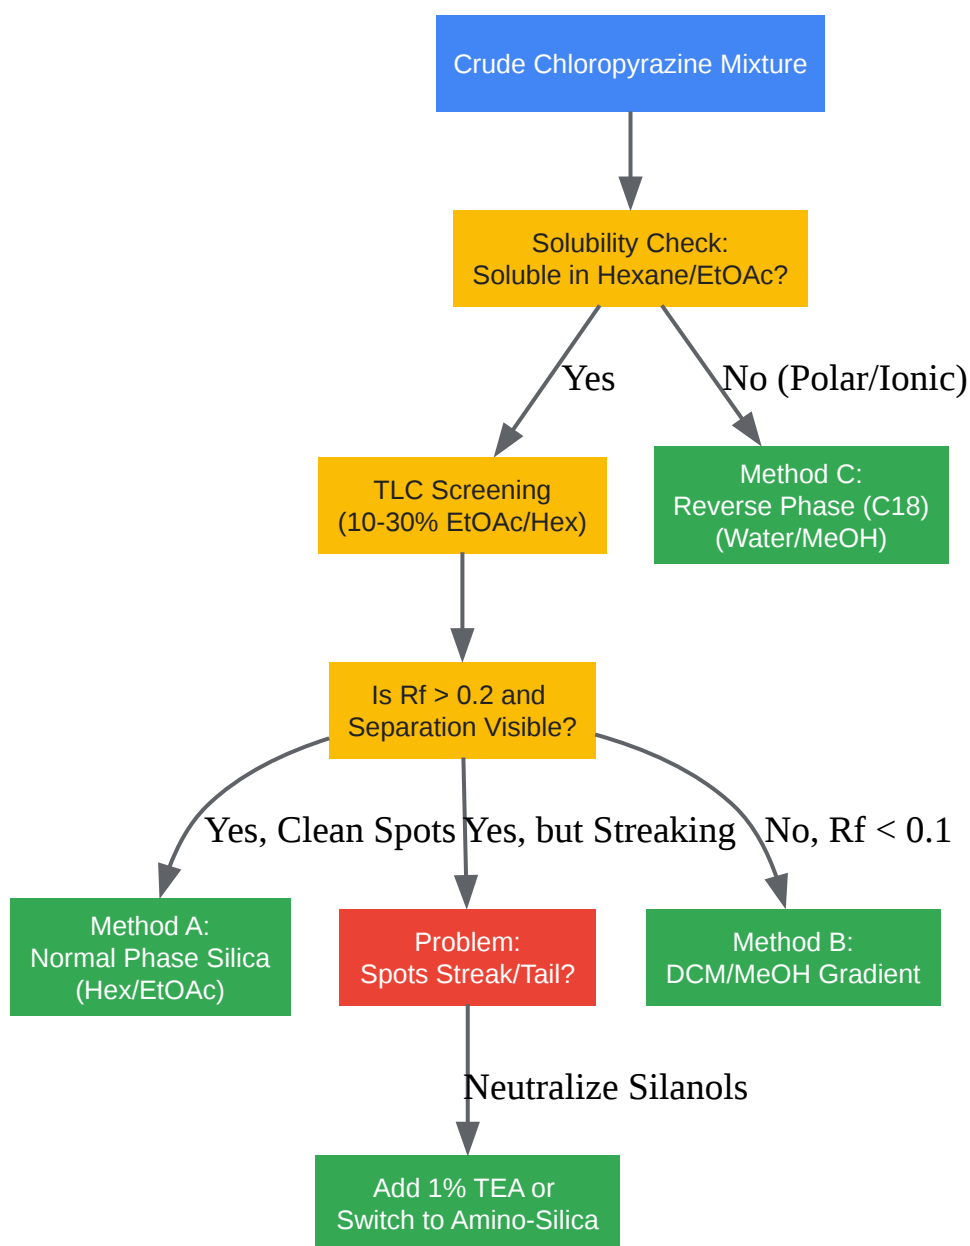 Crude Chloropyrazine Mixture
Solubility Check:
Soluble in Hexane/EtOAc?
Yes
No (Polar/Ionic)
TLC Screening
(10-30% EtOAc/Hex)
Method C:
Reverse Phase (C18)
(Water/MeOH)
Is Rf > 0.2 and
Separation Visible?
Yes, Clean Spots
Yes, but Streaking
No, Rf < 0.1
Method A:
Normal Phase Silica
(Hex/EtOAc)
Problem:
Spots Streak/Tail?
Method B:
DCM/MeOH Gradient
Neutralize Silanols
Add 1% TEA or
Switch to Amino-Silica